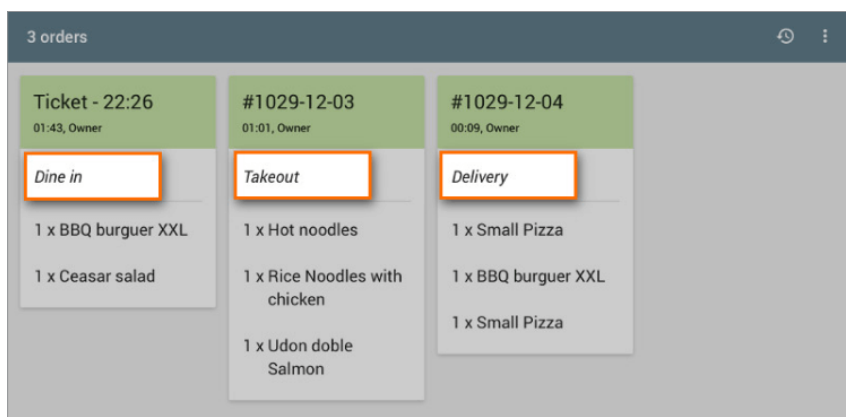 3 orders
Ticket - 22:26
01:43, Owner
Dine in
1 x BBQ burguer XXL
1 x Ceasar salad
#1029-12-03
01:01, Owner
Takeout
1 x Hot noodles
1 x Rice Noodles with
chicken
1 x Udon doble
Salmon
#1029-12-04
00:09, Owner
Delivery
1 x Small Pizza
1 x BBQ burguer XXL
1 x Small Pizza